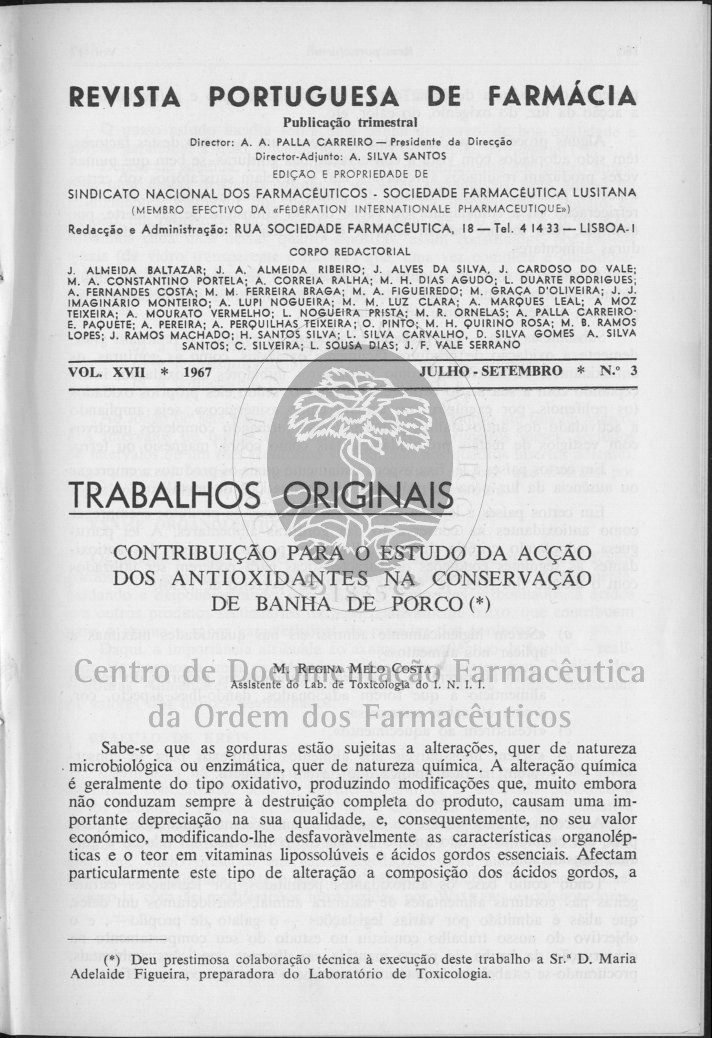 REVISTA PORTUGUESA DE FARMÁCIA
Publicação trimestral
Director: A. A. PALLA CARREIRO — Presidente da Direcção
Director-Adjunto: A. SILVA SANTOS
EDIÇÃO E PROPRIEDADE DE
SINDICATO NACIONAL DOS FARMACÊUTICOS - SOCIEDADE FARMACÊUTICA LUSITANA
(MEMBRO EFECTIVO DA «FÉDÉRATION INTERNATIONALE PHARMACEUTIQUE»)
Redacção e Administração: RUA SOCIEDADE FARMACÊUTICA, 18 — Tel. 4 14 33 — LISBOA-1
CORPO REDACTORIAL
J. ALMEIDA BALTAZAR; J. A. ALMEIDA RIBEIRO; J. ALVES DA SILVA, J. CARDOSO DO VALE;
M. A. CONSTANTINO PORTELA; A. CORREIA RALHA; M. H. DIAS AGUDO; L. DUARTE RODRIGUES;
A. FERNANDES COSTA; M. M. FERREIRA BRAGA; M. A. FIGUEIREDO; M. GRAÇA D'OLIVEIRA; J. J.
IMAGINÁRIO MONTEIRO; A. LUPI NOGUEIRA; M. M. LUZ CLARA; A. MARQUES LEAL; A MOZ
TEIXEIRA; A. MOURATO VERMELHO; L. NOGUEIRA PRISTA; M. R. ORNELAS; A. PALLA CARREIRO·
E. PAQUETE; A. PEREIRA; A. PERQUILHAS TEIXEIRA; O. PINTO; M. H. QUIRINO ROSA; M. B. RAMOS
LOPES; J. RAMOS MACHADO; H. SANTOS SILVA; L. SILVA CARVALHO, D. SILVA GOMES A. SILVA
SANTOS; C. SILVEIRA; L. SOUSA DIAS; J. F. VALE SERRANO
VOL. XVII * 1967 JULHO - SETEMBRO * N.º 3
TRABALHOS ORIGINAIS
CONTRIBUIÇÃO PARA O ESTUDO DA ACÇÃO
DOS ANTIOXIDANTES NA CONSERVAÇÃO
DE BANHA DE PORCO (*)
1835
M. REGINA MELO COSTA
Centro de Documentação Farmacêutica
Assistente do Lab. de Toxicologia do I. N. I. I.
da Ordem dos Farmacêuticos
Sabe-se que as gorduras estão sujeitas a alterações, quer de natureza
microbiológica ou enzimática, quer de natureza química. A alteração química
é geralmente do tipo oxidativo, produzindo modificações que, muito embora
não conduzam sempre à destruição completa do produto, causam uma im-
portante depreciação na sua qualidade, e, consequentemente, no seu valor
económico, modificando-lhe desfavoràvelmente as características organolép-
ticas e o teor em vitaminas lipossolúveis e ácidos gordos essenciais. Afectam
particularmente este tipo de alteração a composição dos ácidos gordos, a
(*) Deu prestimosa colaboração técnica à execução deste trabalho a Sr.ª D. Maria
Adelaide Figueira, preparadora do Laboratório de Toxicologia.